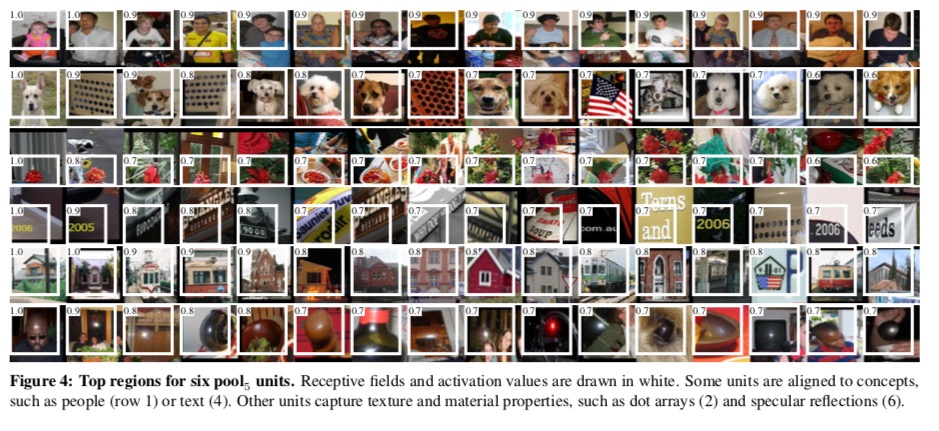 1.0 1.0 0.9 0.9 0.9 0.9 0.9 0.9 0.9 0.9 0.9 0.9 0.9 0.9 0.9 0.9
1.0 0.9 0.8 0.8 0.8 0.8 0.7 0.7 0.7 0.7 0.7 0.7 0.7 0.7 0.6 0.6
1.0 0.8 0.7 0.7 0.7 0.7 0.7 0.7 0.7 0.7 0.7 0.7 0.7 0.7 0.6 0.6
1.0 0.9 0.8 0.8 0.8 0.8 0.7 0.7 0.7 0.7 0.7 0.7 0.7 0.7 0.7 0.7
2006 2005 com.au Terns and 2006 2006 eeds
1.0 1.0 0.9 0.9 0.9 0.8 0.8 0.8 0.8 0.8 0.8 0.8 0.8 0.8 0.8 0.8
1.0 0.9 0.8 0.8 0.8 0.7 0.7 0.7 0.7 0.7 0.7 0.7 0.7 0.7 0.7 0.7
Figure 4: Top regions for six pool5 units. Receptive fields and activation values are drawn in white. Some units are aligned to concepts,
such as people (row 1) or text (4). Other units capture texture and material properties, such as dot arrays (2) and specular reflections (6).